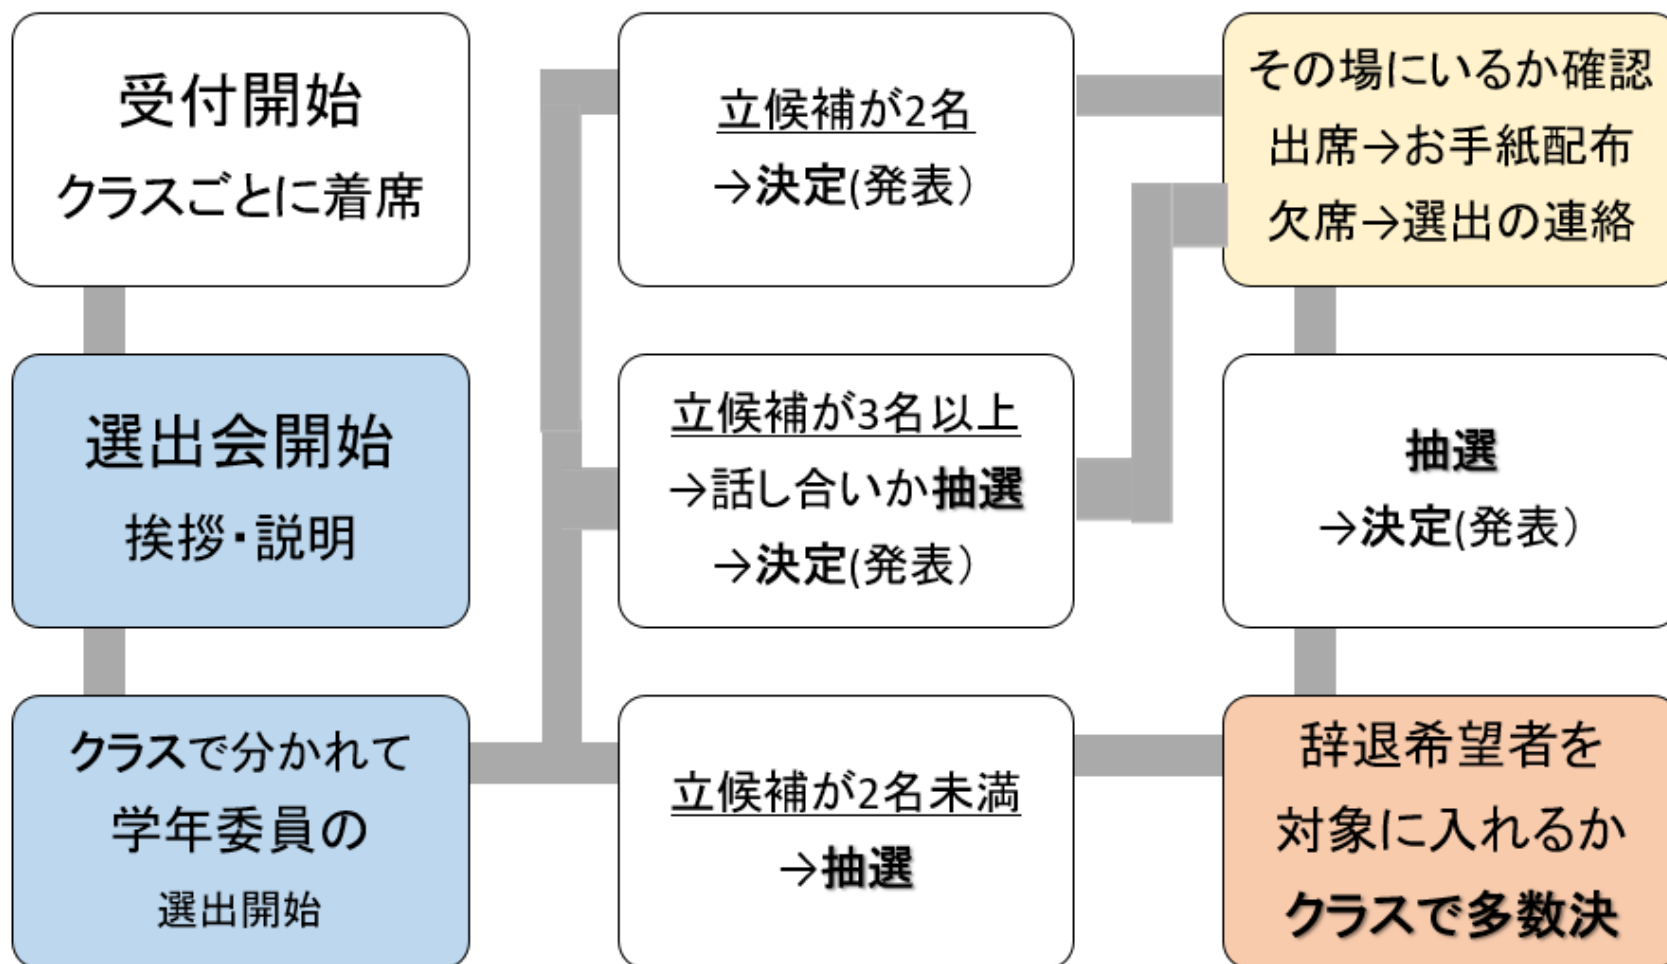 受付開始
クラスごとに着席
選出会開始
挨拶・説明
クラスで分かれて
学年委員の
選出開始
立候補が2名
→決定(発表）
立候補が3名以上
→話し合いか抽選
→決定(発表）
立候補が2名未満
→抽選
その場にいるか確認
出席→お手紙配布
欠席→選出の連絡
抽選
→決定(発表）
辞退希望者を
対象に入れるか
クラスで多数決